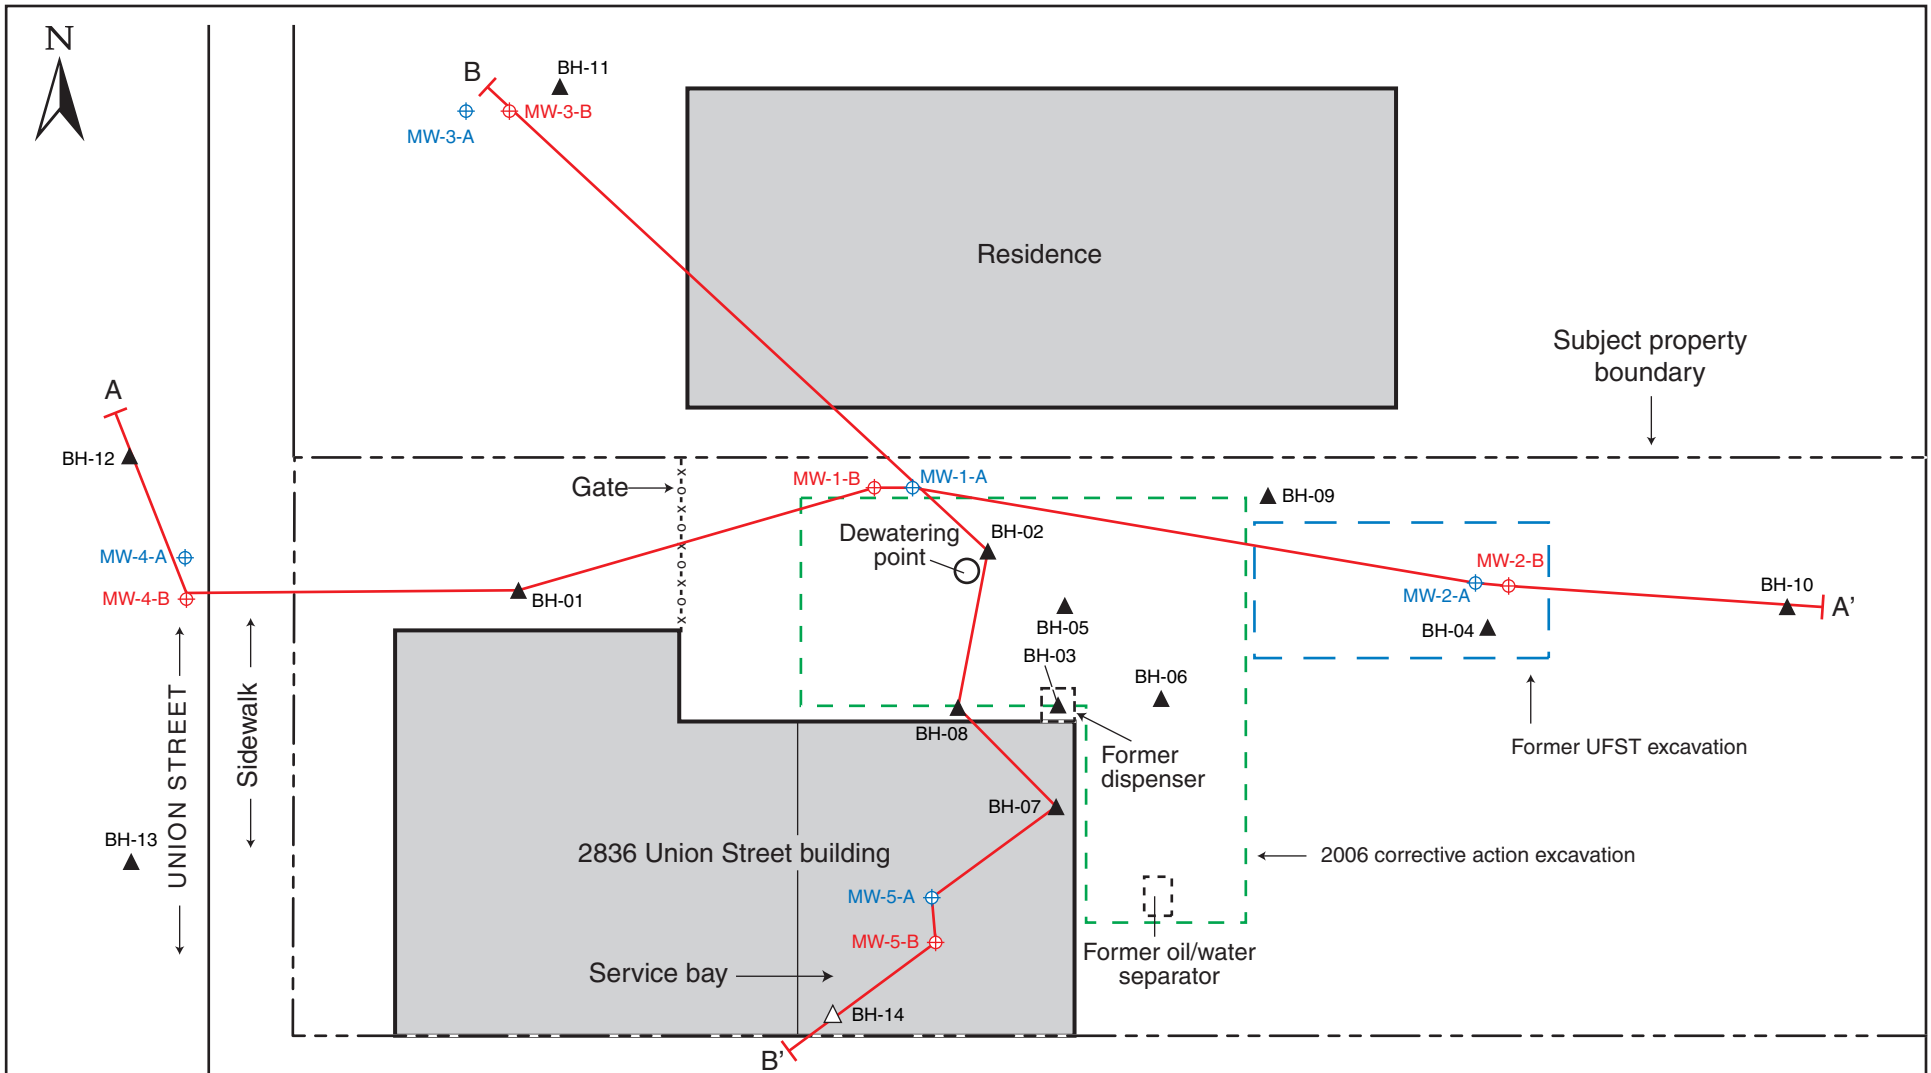 N
B
BH-11
MW-3-B
MW-3-A
Residence
Subject property
boundary
A
BH-12
Gate
x o x o x o x o x
MW-1-B
MW-1-A
BH-09
Dewatering
point
BH-02
MW-2-B
MW-2-A
BH-10
A'
MW-4-A
MW-4-B
BH-01
BH-05
BH-04
BH-03
BH-06
UNION STREET
Sidewalk
BH-08
Former
dispenser
Former UFST excavation
BH-07
BH-13
2836 Union Street building
2006 corrective action excavation
MW-5-A
MW-5-B
Former oil/water
separator
Service bay
BH-14
B'